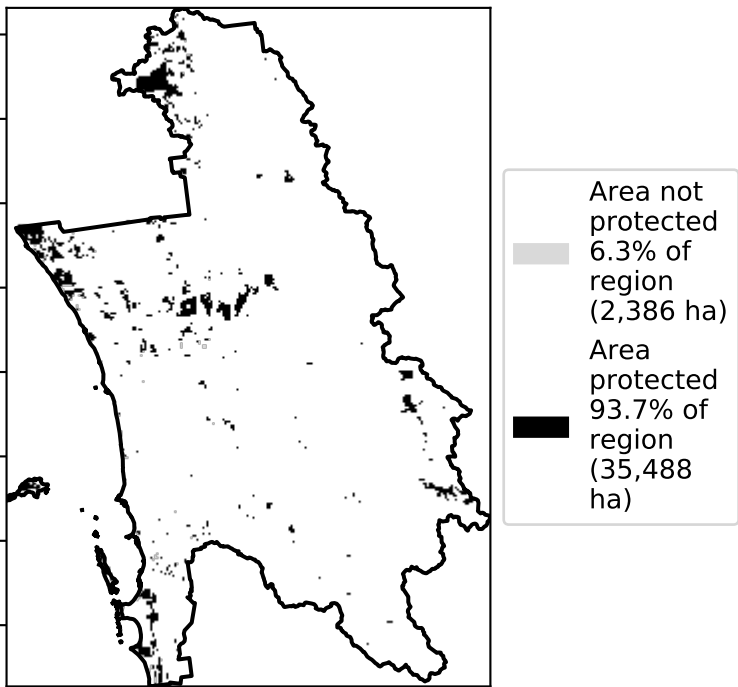 Area not
protected
6.3% of
region
(2,386 ha)
Area
protected
93.7% of
region
(35,488
ha)